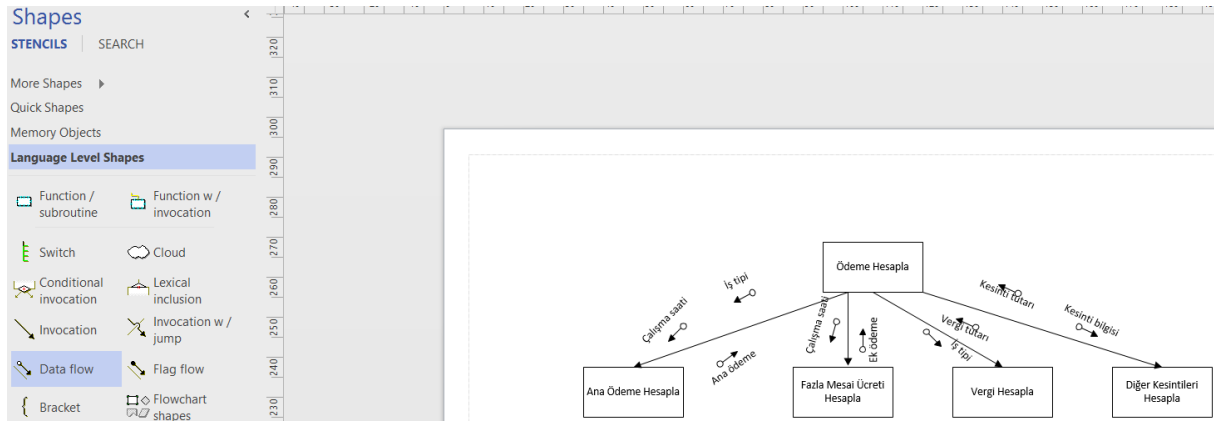 Shapes
STENCILS
SEARCH
More Shapes
Quick Shapes
Memory Objects
Language Level Shapes
Function /
subroutine
Function w /
invocation
Switch
Cloud
Conditional
invocation
Lexical
inclusion
Invocation
Invocation w /
jump
Data flow
Flag flow
Bracket
Flowchart
shapes
320
310
300
290
280
270
260
250
240
230
Ödeme Hesapla
İş tipi
Çalışma saati
Ana ödeme
Çalışma saati
Ek ödeme
Vergi tutarı
İş tipi
Kesinti tutarı
Kesinti bilgisi
Ana Ödeme Hesapla
Fazla Mesai Ücreti
Hesapla
Vergi Hesapla
Diğer Kesintileri
Hesapla